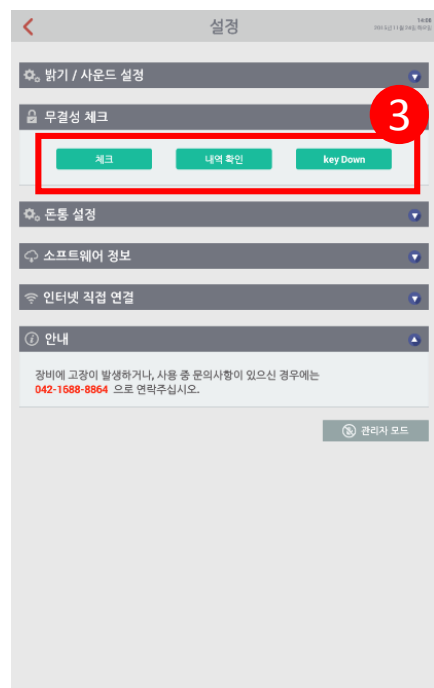 설정
14:38
밝기 / 사운드 설정
무결성 체크
3
체크
내역 확인
key Down
돈통 설정
소프트웨어 정보
인터넷 직접 연결
안내
장비에 고장이 발생하거나, 사용 중 문의사항이 있으신 경우에는
042-1688-8864 으로 연락주십시오.
관리자 모드